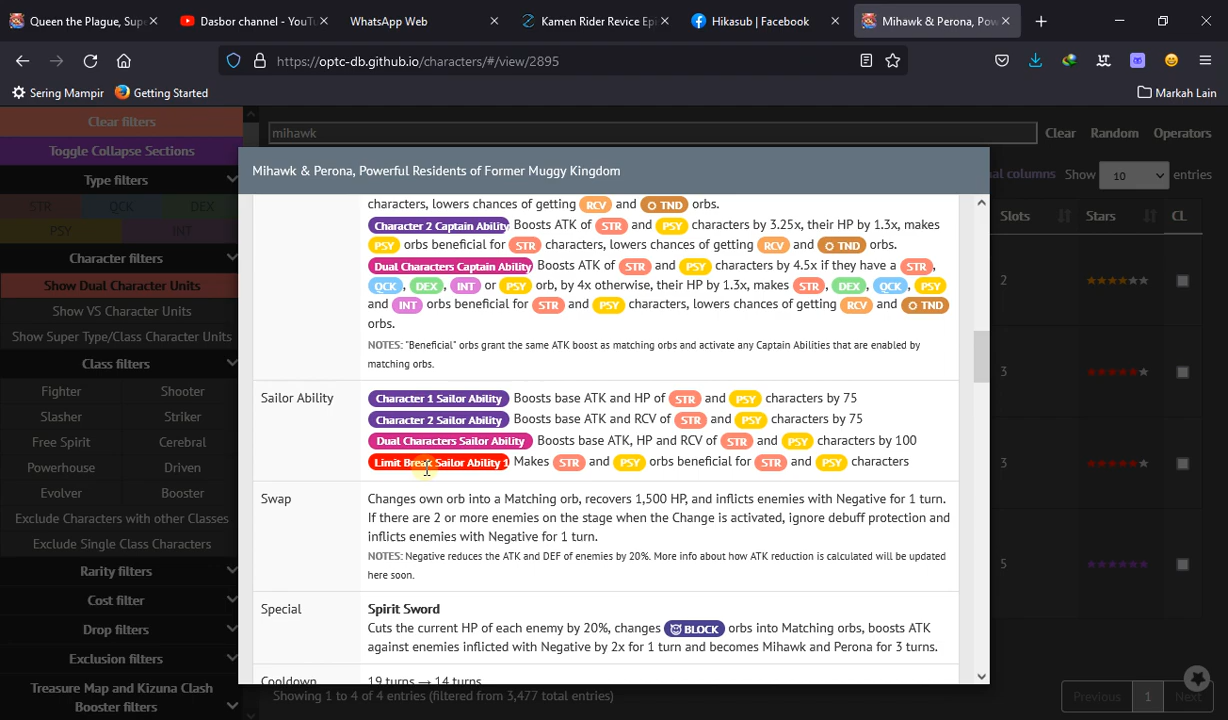 Queen the Plague, Sup
Dasbor channel - YouTu
WhatsApp Web
Kamen Rider Revice Epi
Hikasub | Facebook
Mihawk & Perona, Pow
https://optc-db.github.io/characters/#/view/2895
Sering Mampir
Getting Started
Markah Lain
Clear filters
Toggle Collapse Sections
Type filters
STR QCK DEX
PSY INT
Character filters
Show Dual Character Units
Show VS Character Units
Show Super Type/Class Character Units
Class filters
Fighter Shooter
Slasher Striker
Free Spirit Cerebral
Powerhouse Driven
Evolver Booster
Exclude Characters with other Classes
Exclude Single Class Characters
Rarity filters
Cost filter
Drop filters
Exclusion filters
Treasure Map and Kizuna Clash
Booster filters
mihawk
Clear Random Operators
nal columns Show 10 entries
Slots Stars CL
2
3
3
5
Mihawk & Perona, Powerful Residents of Former Muggy Kingdom
characters, lowers chances of getting RCV and TND orbs.
Character 2 Captain Ability Boosts ATK of STR and PSY characters by 3.25x, their HP by 1.3x, makes
PSY orbs beneficial for STR characters, lowers chances of getting RCV and TND orbs.
Dual Characters Captain Ability Boosts ATK of STR and PSY characters by 4.5x if they have a STR,
QCK, DEX, INT or PSY orb, by 4x otherwise, their HP by 1.3x, makes STR, DEX, QCK, PSY
and INT orbs beneficial for STR and PSY characters, lowers chances of getting RCV and TND
orbs.
NOTES: "Beneficial" orbs grant the same ATK boost as matching orbs and activate any Captain Abilities that are enabled by
matching orbs.
Sailor Ability
Character 1 Sailor Ability Boosts base ATK and HP of STR and PSY characters by 75
Character 2 Sailor Ability Boosts base ATK and RCV of STR and PSY characters by 75
Dual Characters Sailor Ability Boosts base ATK, HP and RCV of STR and PSY characters by 100
Limit Break Sailor Ability 1 Makes STR and PSY orbs beneficial for STR and PSY characters
Swap
Changes own orb into a Matching orb, recovers 1,500 HP, and inflicts enemies with Negative for 1 turn.
If there are 2 or more enemies on the stage when the Change is activated, ignore debuff protection and
inflicts enemies with Negative for 1 turn.
NOTES: Negative reduces the ATK and DEF of enemies by 20%. More info about how ATK reduction is calculated will be updated
here soon.
Special
Spirit Sword
Cuts the current HP of each enemy by 20%, changes BLOCK orbs into Matching orbs, boosts ATK
against enemies inflicted with Negative by 2x for 1 turn and becomes Mihawk and Perona for 3 turns.
Cooldown 19 turns → 14 turns
Showing 1 to 4 of 4 entries (filtered from 3,477 total entries)
Previous 1 Next